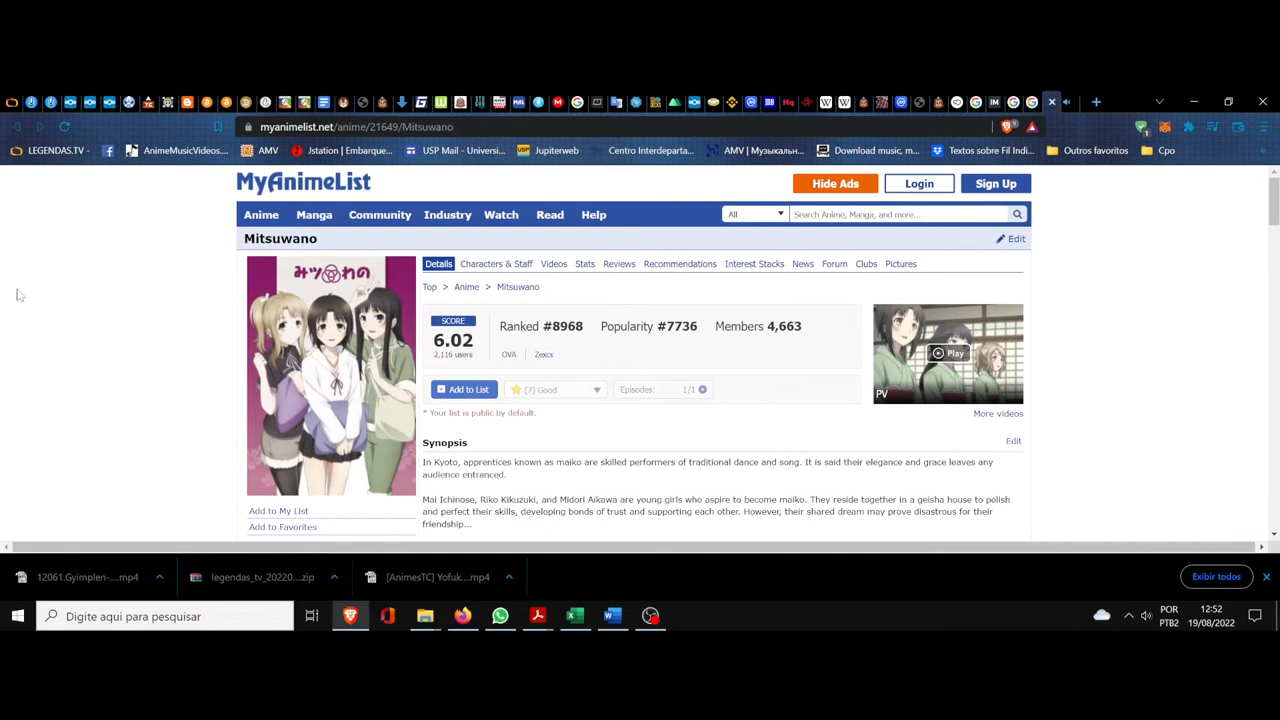 myanimelist.net/anime/21649/Mitsuwano
9
1
LEGENDAS.TV - AnimeMusicVideos... AMV Jstation | Embarque... USP Mail - Universi... Jupiterweb Centro Interdeparta... AMV | Музыкальн... Download music, m... Textos sobre Fil Indi... Outros favoritos Cpo
MyAnimeList
Hide Ads Login Sign Up
Anime Manga Community Industry Watch Read Help All Search Anime, Manga, and more...
Mitsuwano Edit
みツわの
Details Characters & Staff Videos Stats Reviews Recommendations Interest Stacks News Forum Clubs Pictures
Top > Anime > Mitsuwano
SCORE
6.02
2,116 users
Ranked #8968 Popularity #7736 Members 4,663
OVA Zexcs
Play
PV
Add to List (7) Good Episodes: 1/1
* Your list is public by default.
More videos
Synopsis Edit
In Kyoto, apprentices known as maiko are skilled performers of traditional dance and song. It is said their elegance and grace leaves any
audience entranced.
Mai Ichinose, Riko Kikuzuki, and Midori Aikawa are young girls who aspire to become maiko. They reside together in a geisha house to polish
and perfect their skills, developing bonds of trust and supporting each other. However, their shared dream may prove disastrous for their
friendship...
Add to My List
Add to Favorites
12061.Gyimplen-....mp4 legendas_tv_20220....zip [AnimesTC] Yofuk....mp4 Exibir todos
Digite aqui para pesquisar
POR
PTB2
12:52
19/08/2022